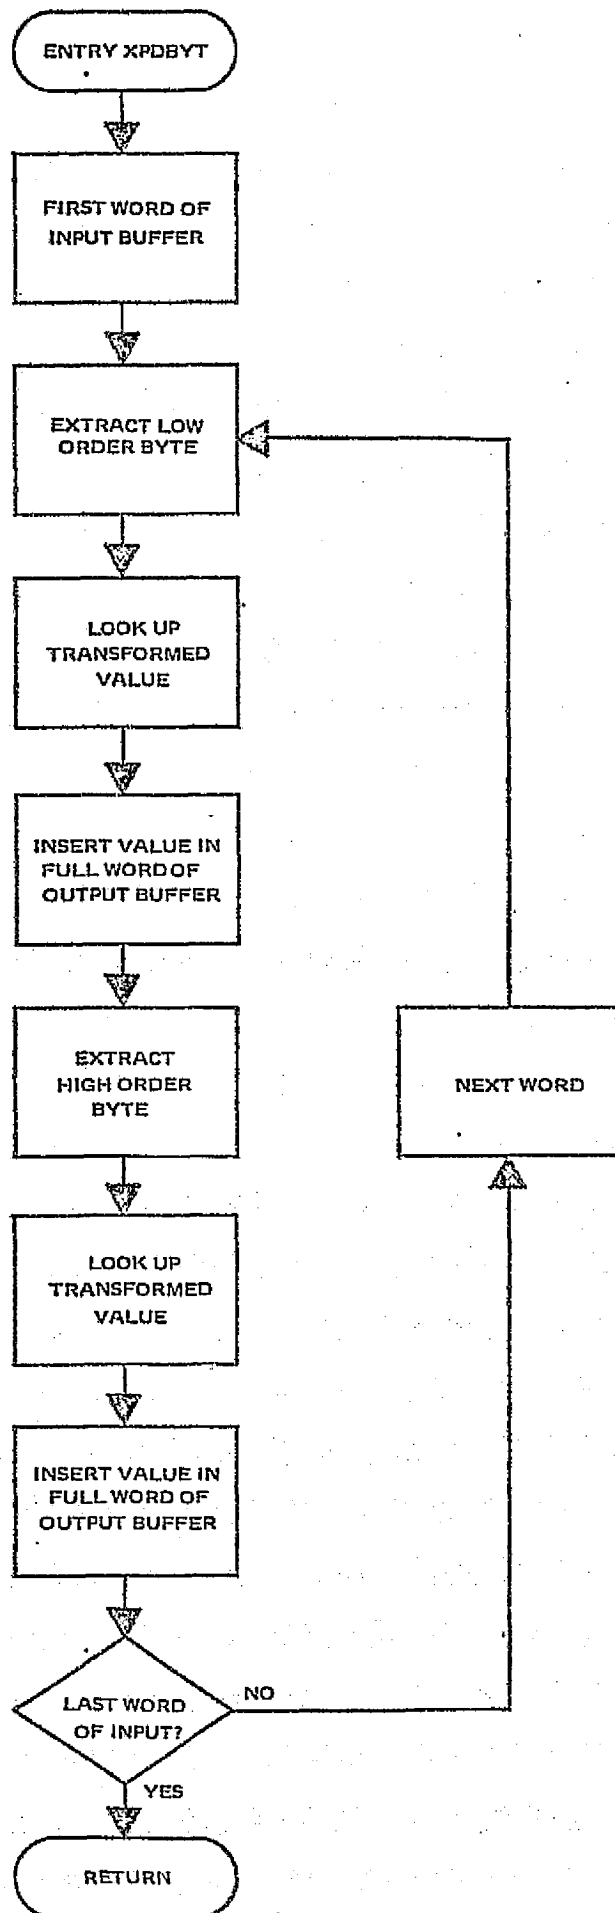 ENTRY XPDBYT
FIRST WORD OF
INPUT BUFFER
EXTRACT LOW
ORDER BYTE
LOOK UP
TRANSFORMED
VALUE
INSERT VALUE IN
FULL WORD OF
OUTPUT BUFFER
EXTRACT
HIGH ORDER
BYTE
NEXT WORD
LOOK UP
TRANSFORMED
VALUE
INSERT VALUE IN
FULL WORD OF
OUTPUT BUFFER
LAST WORD
OF INPUT?
NO
YES
RETURN